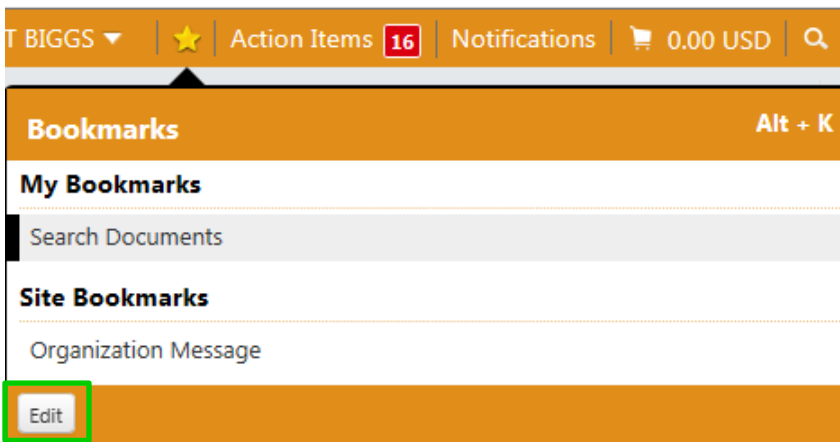 T BIGGS Action Items 16 Notifications 0.00 USD
Bookmarks Alt + K
My Bookmarks
Search Documents
Site Bookmarks
Organization Message
Edit